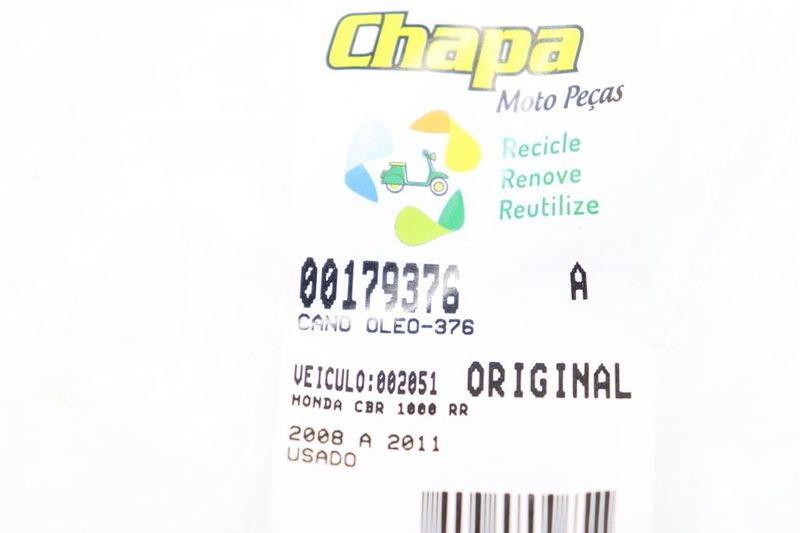 Chapa
Moto Peças
Recicle
Renove
Reutilize
00179376 A
CANO OLEO-376
VEICULO:002051 ORIGINAL
HONDA CBR 1000 RR
2008 A 2011
USADO